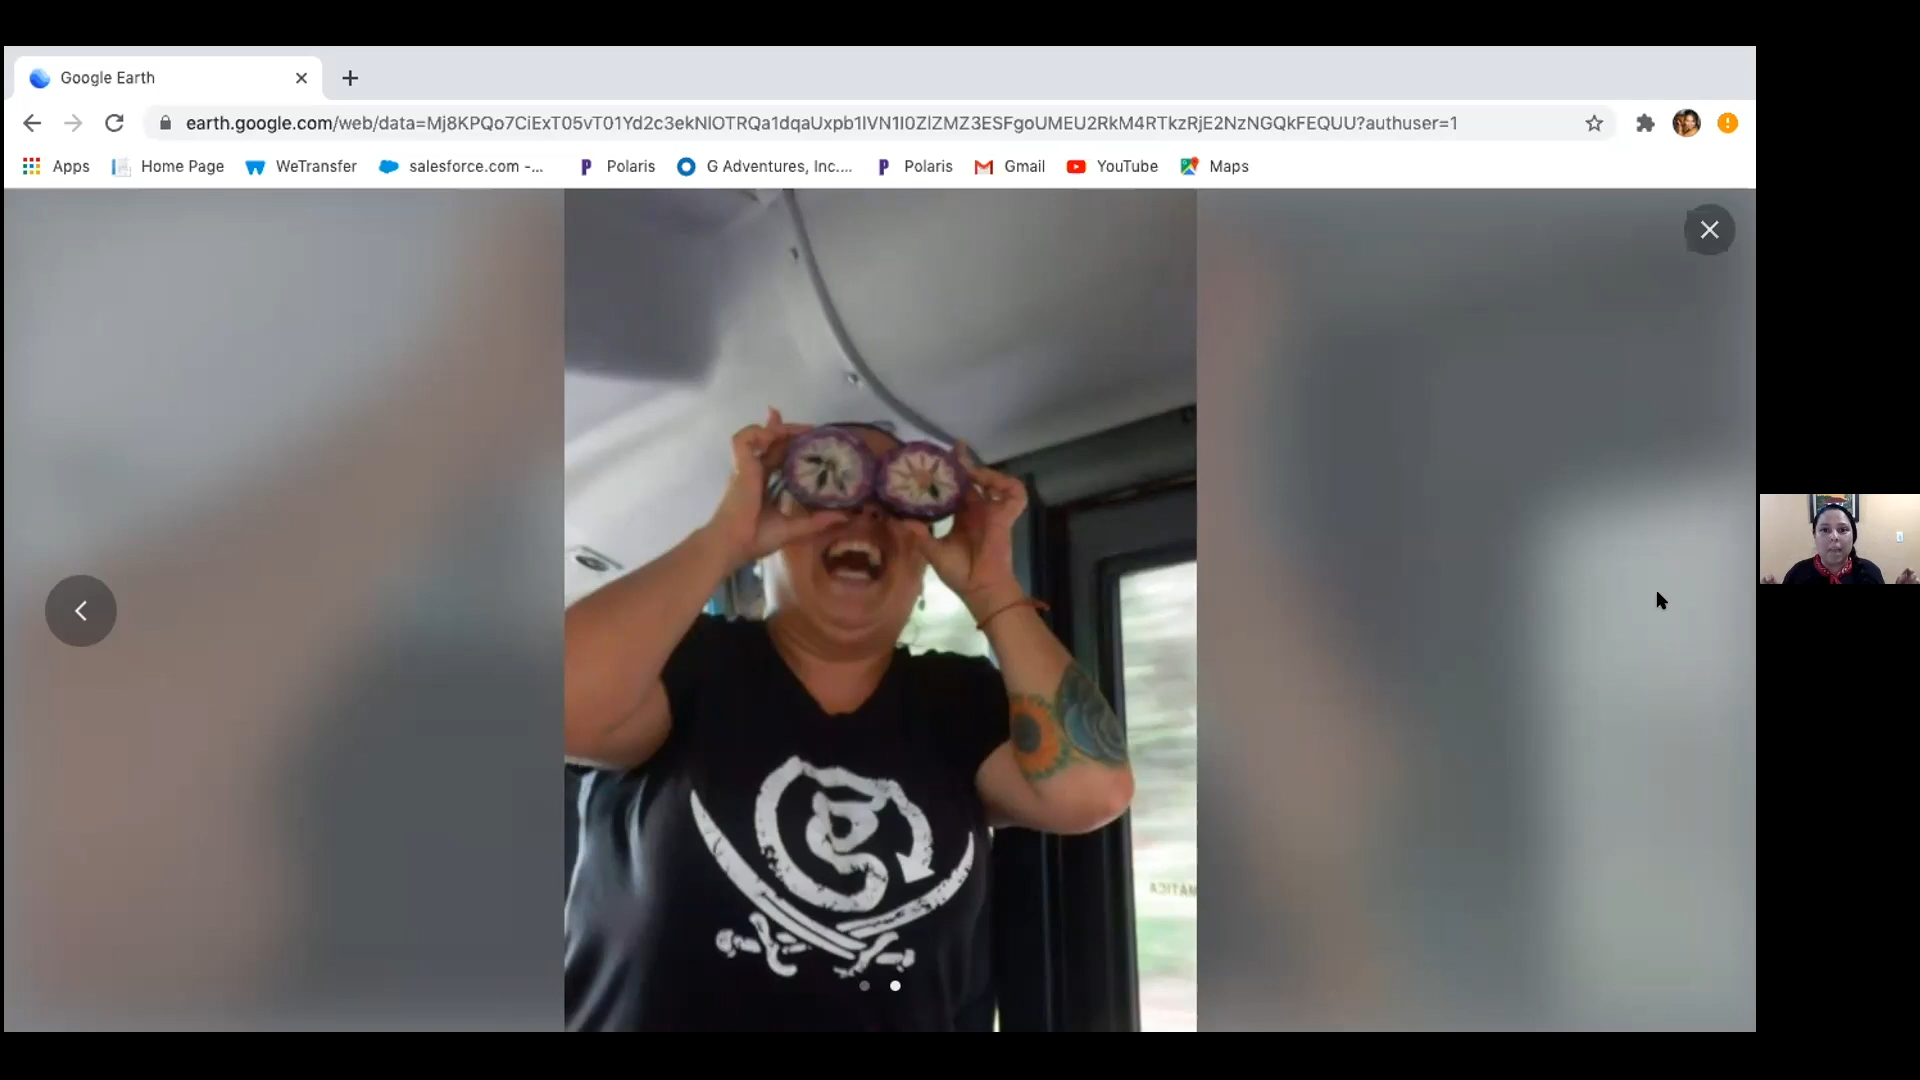 Google Earth
earth.google.com/web/data=Mj8KPQo7CiExT05vT01Yd2c3ekNlOTRQa1dqaUxpb1lVN1I0ZlZMZ3ESFgoUMEU2RkM4RTkzRjE2NzNGQkFEQUU?authuser=1
Apps Home Page WeTransfer salesforce.com -... Polaris G Adventures, Inc.... Polaris Gmail YouTube Maps